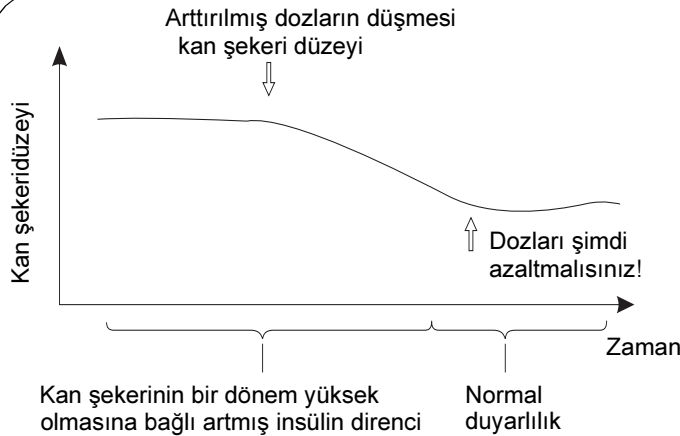 Arttırılmış dozların düşmesi
kan şekeri düzeyi
Kan şekeridüzeyi
Dozları şimdi
azaltmalısınız!
Zaman
Kan şekerinin bir dönem yüksek
olmasına bağlı artmış insülin direnci
Normal
duyarlılık